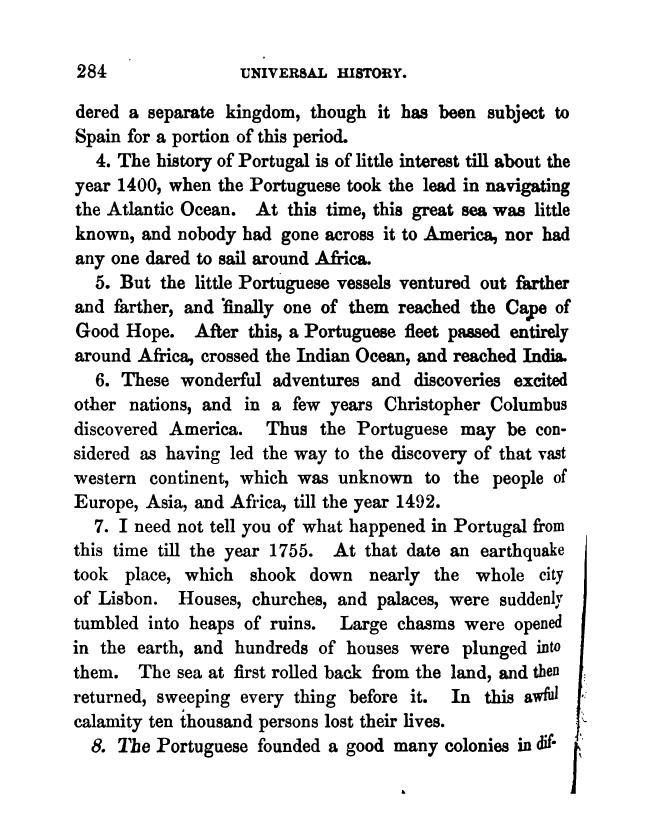 284 UNIVERSAL HISTORY.
dered a separate kingdom, though it has been subject to
Spain for a portion of this period.
4. The history of Portugal is of little interest till about the
year 1400, when the Portuguese took the lead in navigating
the Atlantic Ocean. At this time, this great sea was little
known, and nobody had gone across it to America, nor had
any one dared to sail around Africa.
5. But the little Portuguese vessels ventured out farther
and farther, and finally one of them reached the Cape of
Good Hope. After this, a Portuguese fleet passed entirely
around Africa, crossed the Indian Ocean, and reached India.
6. These wonderful adventures and discoveries excited
other nations, and in a few years Christopher Columbus
discovered America. Thus the Portuguese may be con-
sidered as having led the way to the discovery of that vast
western continent, which was unknown to the people of
Europe, Asia, and Africa, till the year 1492.
7. I need not tell you of what happened in Portugal from
this time till the year 1755. At that date an earthquake
took place, which shook down nearly the whole city
of Lisbon. Houses, churches, and palaces, were suddenly
tumbled into heaps of ruins. Large chasms were opened
in the earth, and hundreds of houses were plunged into
them. The sea at first rolled back from the land, and then
returned, sweeping every thing before it. In this awful
calamity ten thousand persons lost their lives.
8. The Portuguese founded a good many colonies in dif-